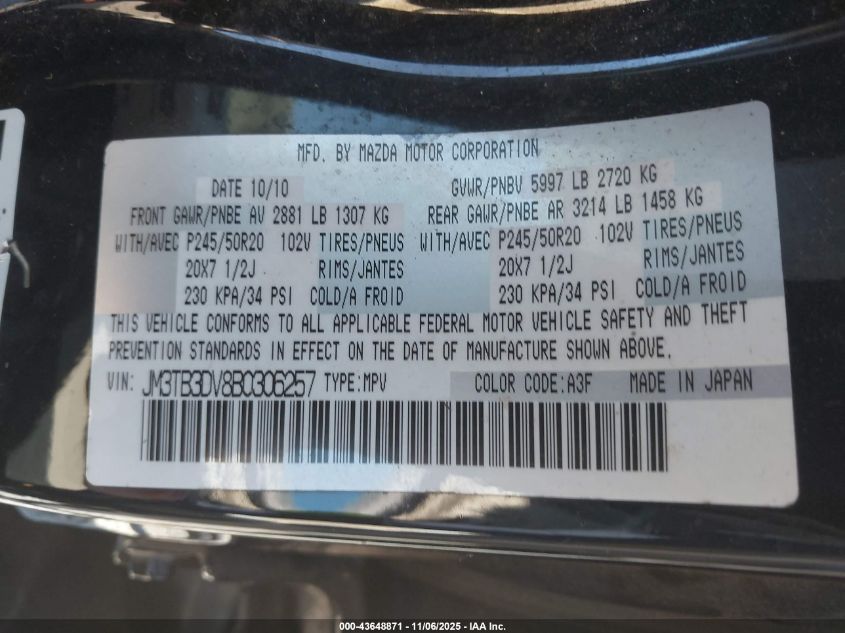 MFD. BY MAZDA MOTOR CORPORATION
DATE 10/10 GVWR/PNBV 5997 LB 2720 KG
FRONT GAWR/PNBE AV 2881 LB 1307 KG REAR GAWR/PNBE AR 3214 LB 1458 KG
WITH/AVEC P245/50R20 102V TIRES/PNEUS WITH/AVEC P245/50R20 102V TIRES/PNEUS
20X7 1/2J RIMS/JANTES 20X7 1/2J RIMS/JANTES
230 KPA/34 PSI COLD/A FROID 230 KPA/34 PSI COLD/A FROID
THIS VEHICLE CONFORMS TO ALL APPLICABLE FEDERAL MOTOR VEHICLE SAFETY AND THEFT
PREVENTION STANDARDS IN EFFECT ON THE DATE OF MANUFACTURE SHOWN ABOVE.
VIN: JM3TB3DV8B0306257 TYPE:MPV COLOR CODE:A3F MADE IN JAPAN
000-43648871 - 11/06/2025 - IAA Inc.